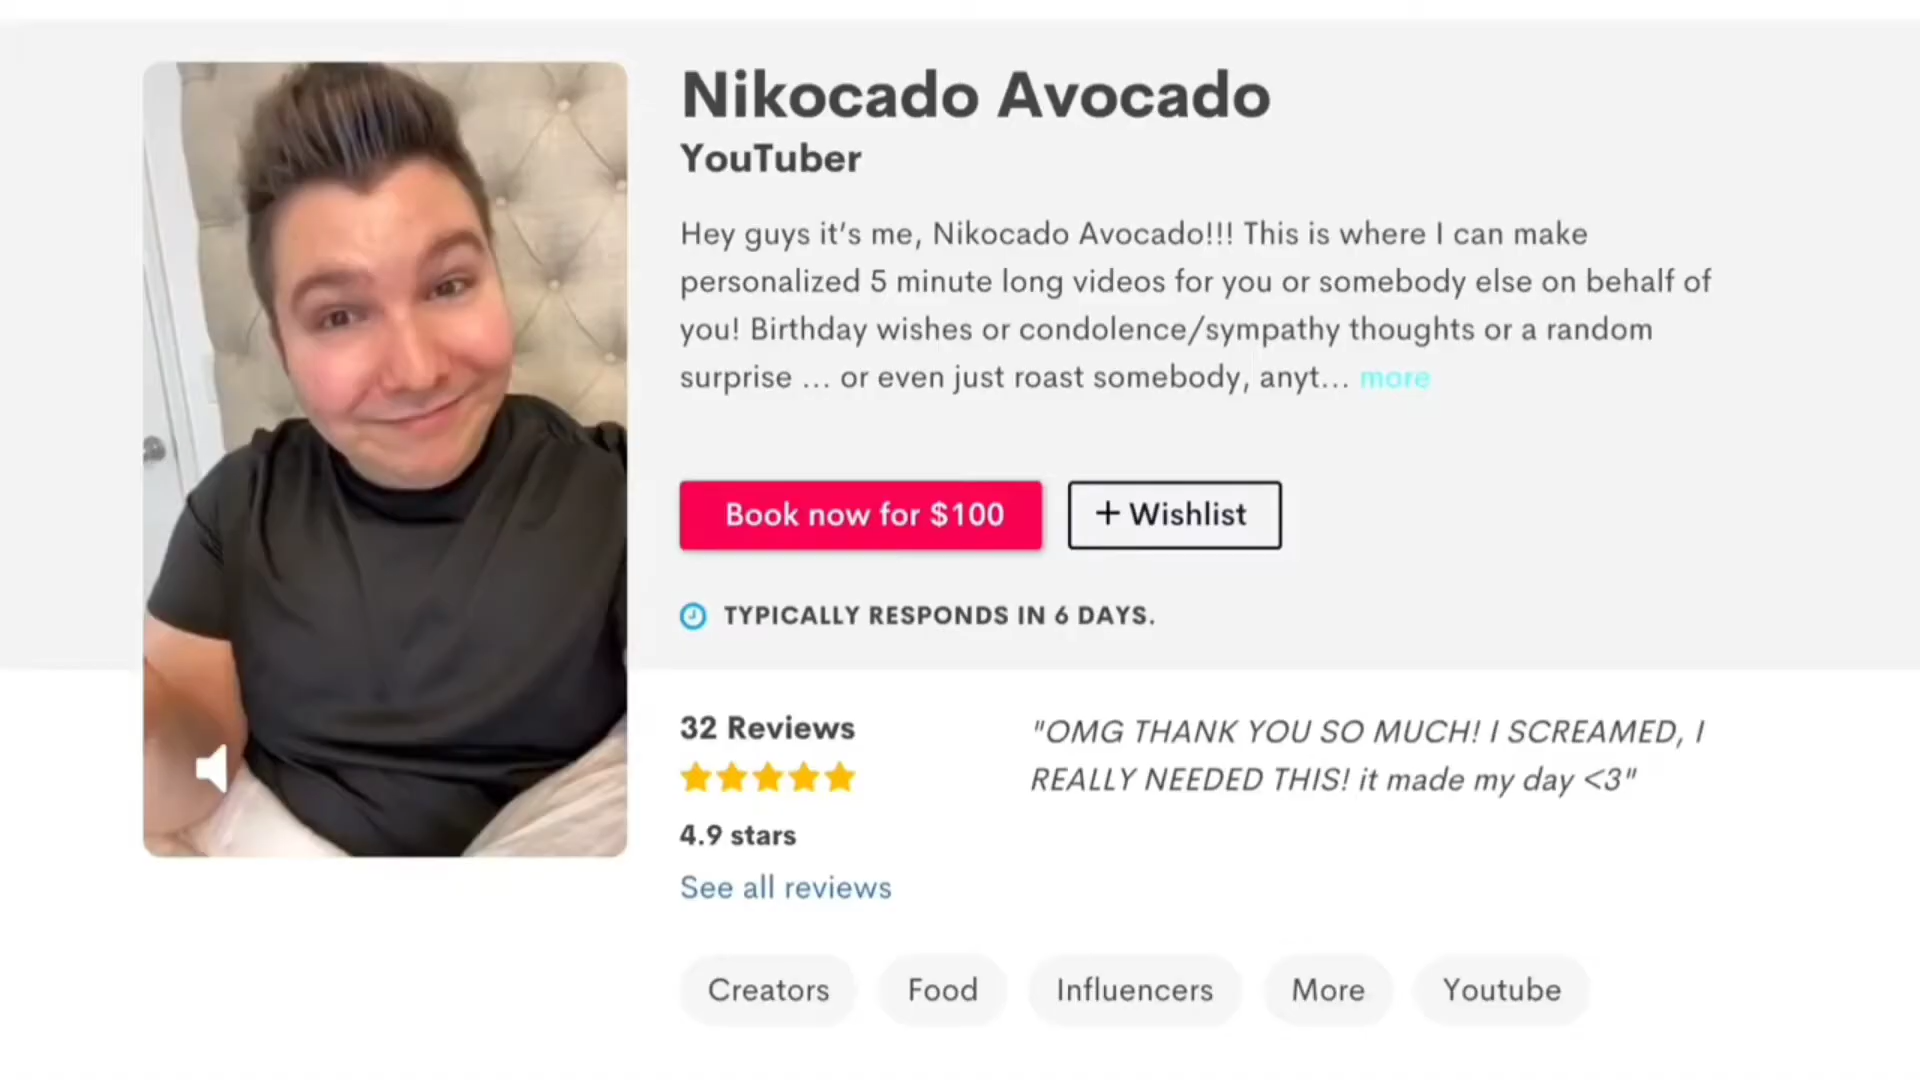 Nikocado Avocado
YouTuber
Hey guys it's me, Nikocado Avocado!!! This is where I can make
personalized 5 minute long videos for you or somebody else on behalf of
you! Birthday wishes or condolence/sympathy thoughts or a random
surprise ... or even just roast somebody, anyt... more
Book now for $100
+ Wishlist
TYPICALLY RESPONDS IN 6 DAYS.
32 Reviews
4.9 stars
See all reviews
"OMG THANK YOU SO MUCH! I SCREAMED, I
REALLY NEEDED THIS! it made my day <3"
Creators
Food
Influencers
More
Youtube